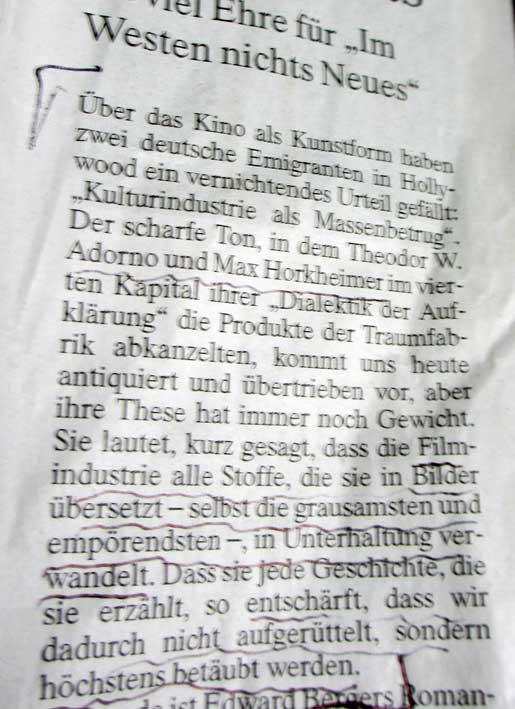 viel Ehre für „Im
Westen nichts Neues“
Über das Kino als Kunstform haben
zwei deutsche Emigranten in Holly-
wood ein vernichtendes Urteil gefällt:
„Kulturindustrie als Massenbetrug“.
Der scharfe Ton, in dem Theodor W.
Adorno und Max Horkheimer im vier-
ten Kapital ihrer „Dialektik der Auf-
klärung“ die Produkte der Traumfab-
rik abkanzelten, kommt uns heute
antiquiert und übertrieben vor, aber
ihre These hat immer noch Gewicht.
Sie lautet, kurz gesagt, dass die Film-
industrie alle Stoffe, die sie in Bilder
übersetzt – selbst die grausamsten und
empörendsten –, in Unterhaltung ver-
wandelt. Dass sie jede Geschichte, die
sie erzählt, so entschärft, dass wir
dadurch nicht aufgerüttelt, sondern
höchstens betäubt werden.
ist Edward Bergers Roman-